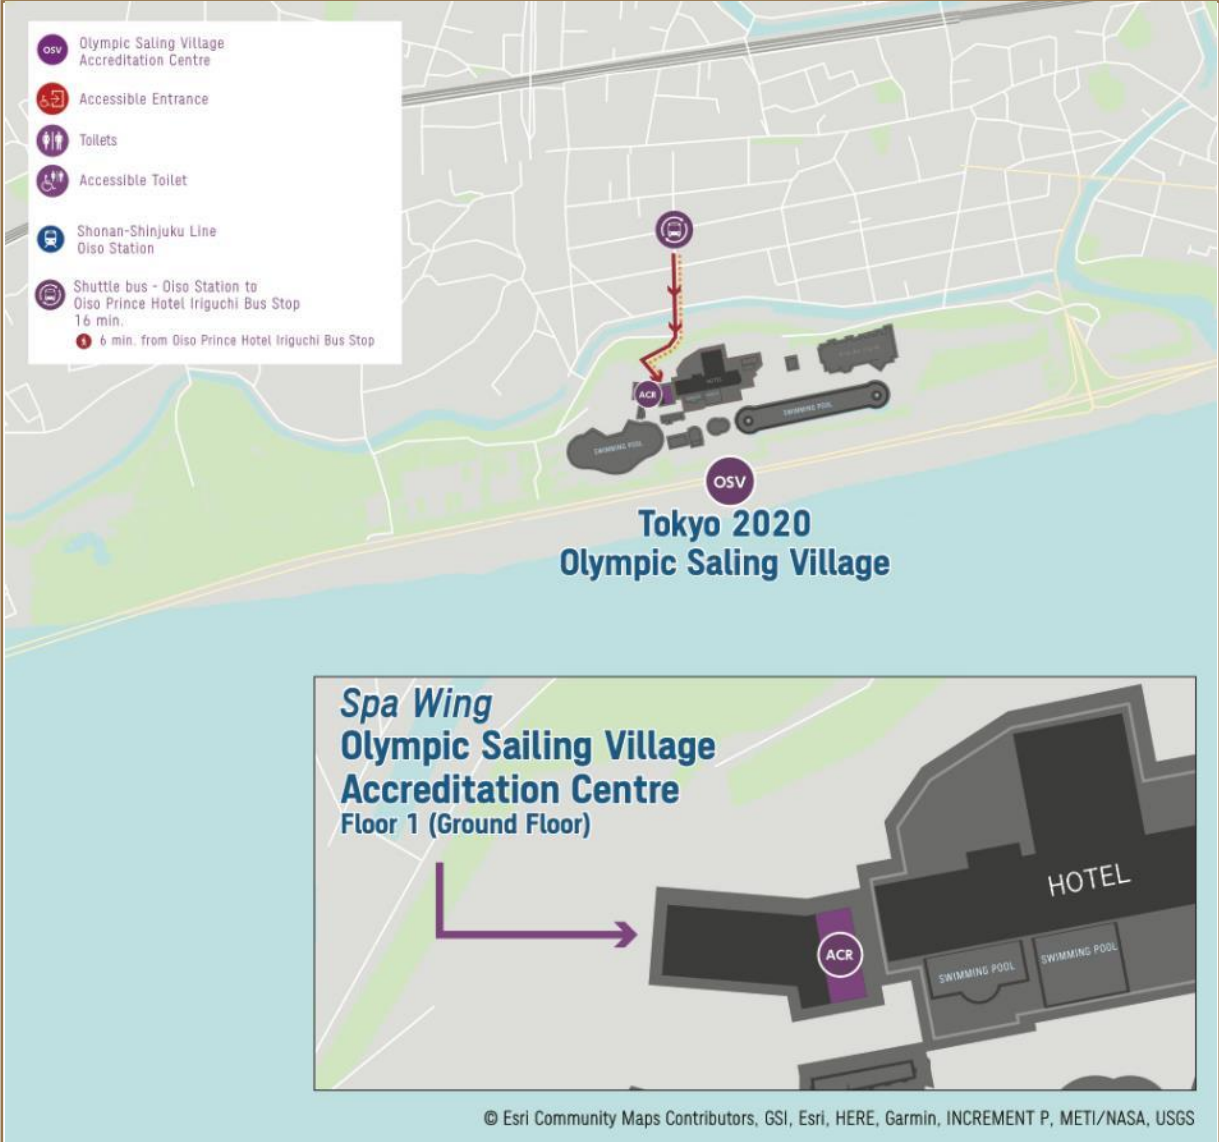 OSV
Olympic Saling Village
Accreditation Centre
Accessible Entrance
Toilets
Accessible Toilet
Shonan-Shinjuku Line
Oiso Station
Shuttle bus - Oiso Station to
Oiso Prince Hotel Iriguchi Bus Stop
16 min.
6 min. from Oiso Prince Hotel Iriguchi Bus Stop
HOTEL
ACR
SWIMMING POOL
SWIMMING POOL
OSV
Tokyo 2020
Olympic Saling Village
Spa Wing
Olympic Sailing Village
Accreditation Centre
Floor 1 (Ground Floor)
HOTEL
ACR
SWIMMING POOL
SWIMMING POOL
© Esri Community Maps Contributors, GSI, Esri, HERE, Garmin, INCREMENT P, METI/NASA, USGS